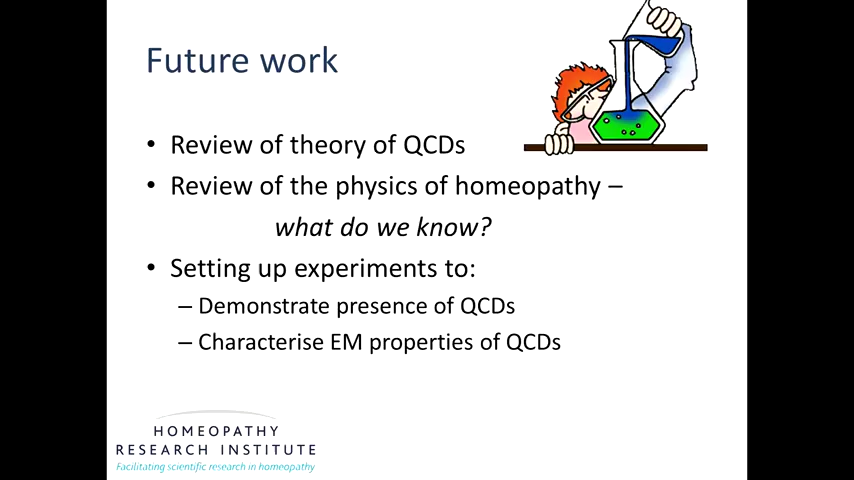 Future work
• Review of theory of QCDs
• Review of the physics of homeopathy –
what do we know?
• Setting up experiments to:
– Demonstrate presence of QCDs
– Characterise EM properties of QCDs
HOMEOPATHY
RESEARCH INSTITUTE
Facilitating scientific research in homeopathy